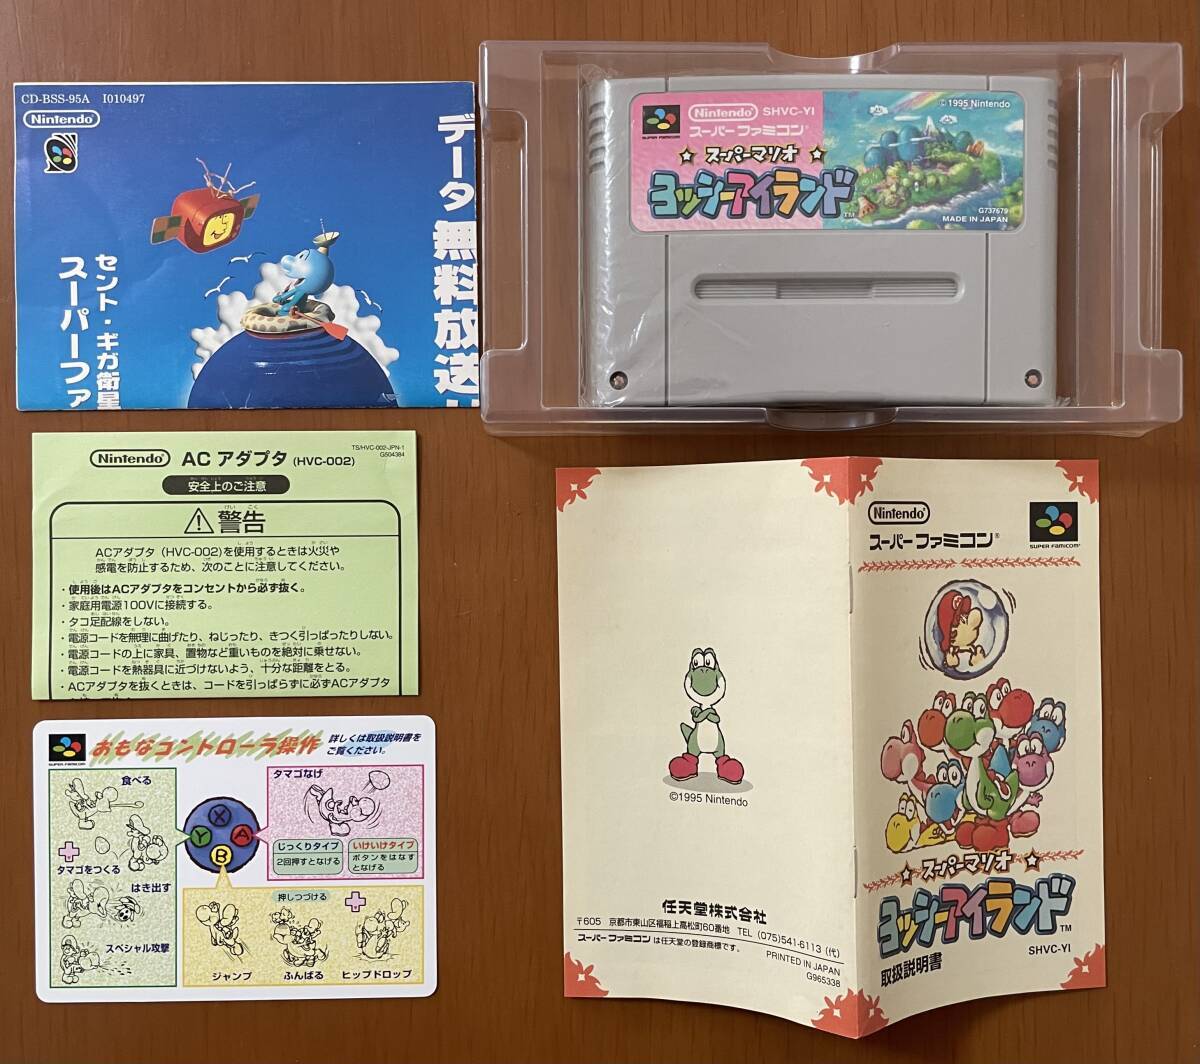 CD-BSS-95A I010497
Nintendo
データ無料放送
セント・ギガ衛星
スーパーファ
Nintendo
SHVC-YI
©1995 Nintendo
SUPER FAMICOM
スーパーファミコン
スーパーマリオ
ヨッシーアイランド
TM
G737679
MADE IN JAPAN
TS/HVC-002-JPN-1
G504384
Nintendo ACアダプタ(HVC-002)
安全上のご注意
警告
ACアダプタ(HVC-002)を使用するときは火災や
感電を防止するため、次のことに注意してください。
・使用後はACアダプタをコンセントから必ず抜く。
・家庭用電源100Vに接続する。
・タコ足配線をしない。
・電源コードを無理に曲げたり、ねじったり、きつく引っぱったりしない。
・電源コードの上に家具、置物など重いものを絶対に乗せない。
・電源コードを熱器具に近づけないよう、十分な距離をとる。
・ACアダプタを抜くときは、コードを引っぱらずに必ずACアダプタ
SUPER FAMICOM
おもなコントローラ操作
詳しくは取扱説明書を
ご覧ください。
食べる
タマゴをつくる
はき出す
スペシャル攻撃
X
Y
A
B
タマゴなげ
じっくりタイプ
2回押すとなげる
いけいけタイプ
ボタンをはなす
となげる
押しつづける
ジャンプ
ふんばる
ヒップドロップ
©1995 Nintendo
任天堂株式会社
〒605 京都市東山区福稲上高松町60番地 TEL (075)541-6113(代)
スーパーファミコンは任天堂の登録商標です。
PRINTED IN JAPAN
G965338
Nintendo
スーパーファミコン®
SUPER FAMICOM
スーパーマリオ
ヨッシーアイランド
TM
SHVC-YI
取扱説明書